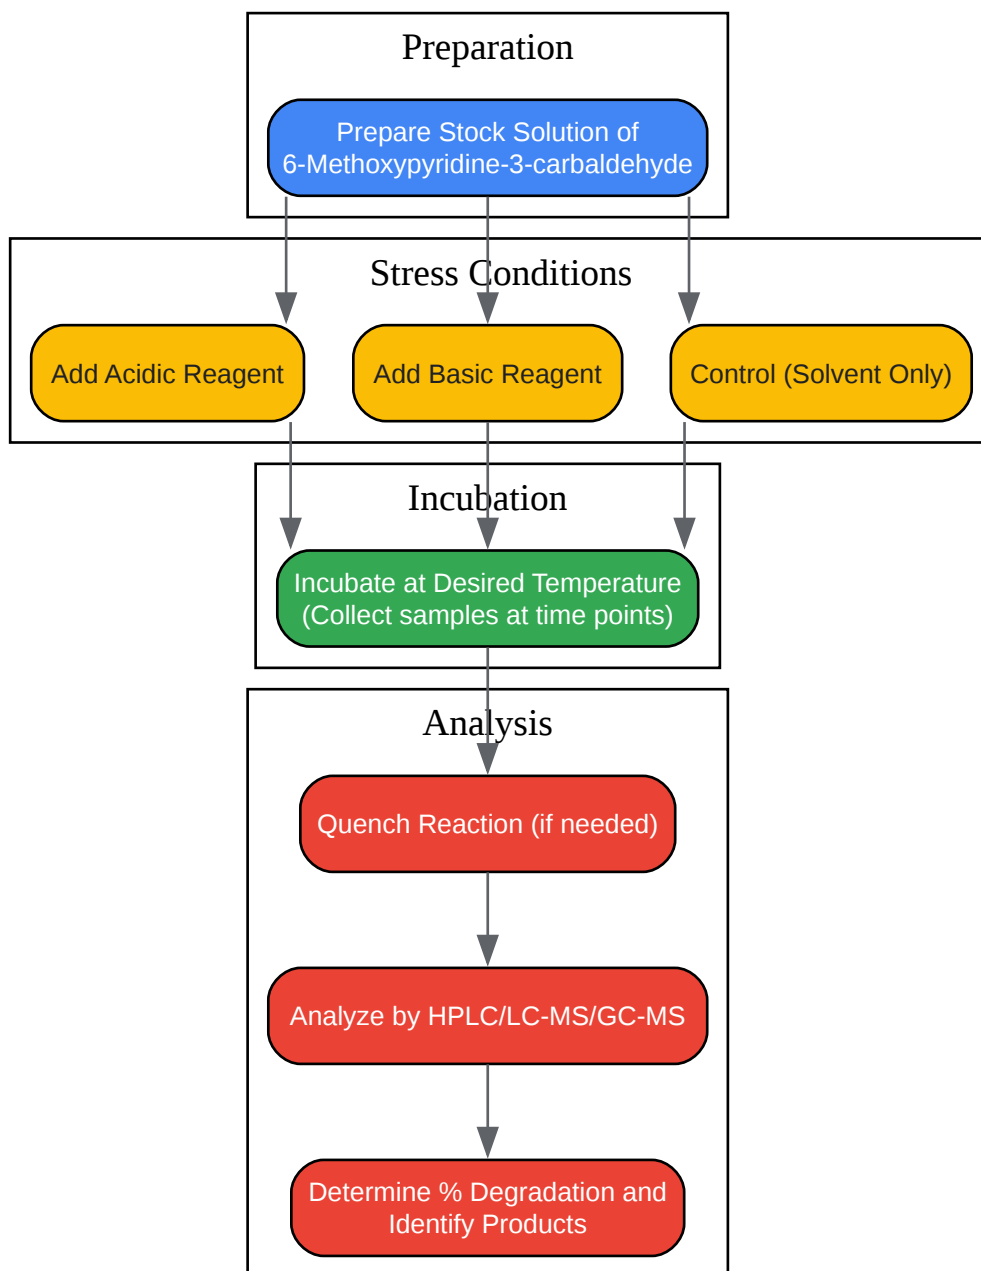 Preparation
Prepare Stock Solution of
6-Methoxypyridine-3-carbaldehyde
Stress Conditions
Add Acidic Reagent
Add Basic Reagent
Control (Solvent Only)
Incubation
Incubate at Desired Temperature
(Collect samples at time points)
Analysis
Quench Reaction (if needed)
Analyze by HPLC/LC-MS/GC-MS
Determine % Degradation and
Identify Products